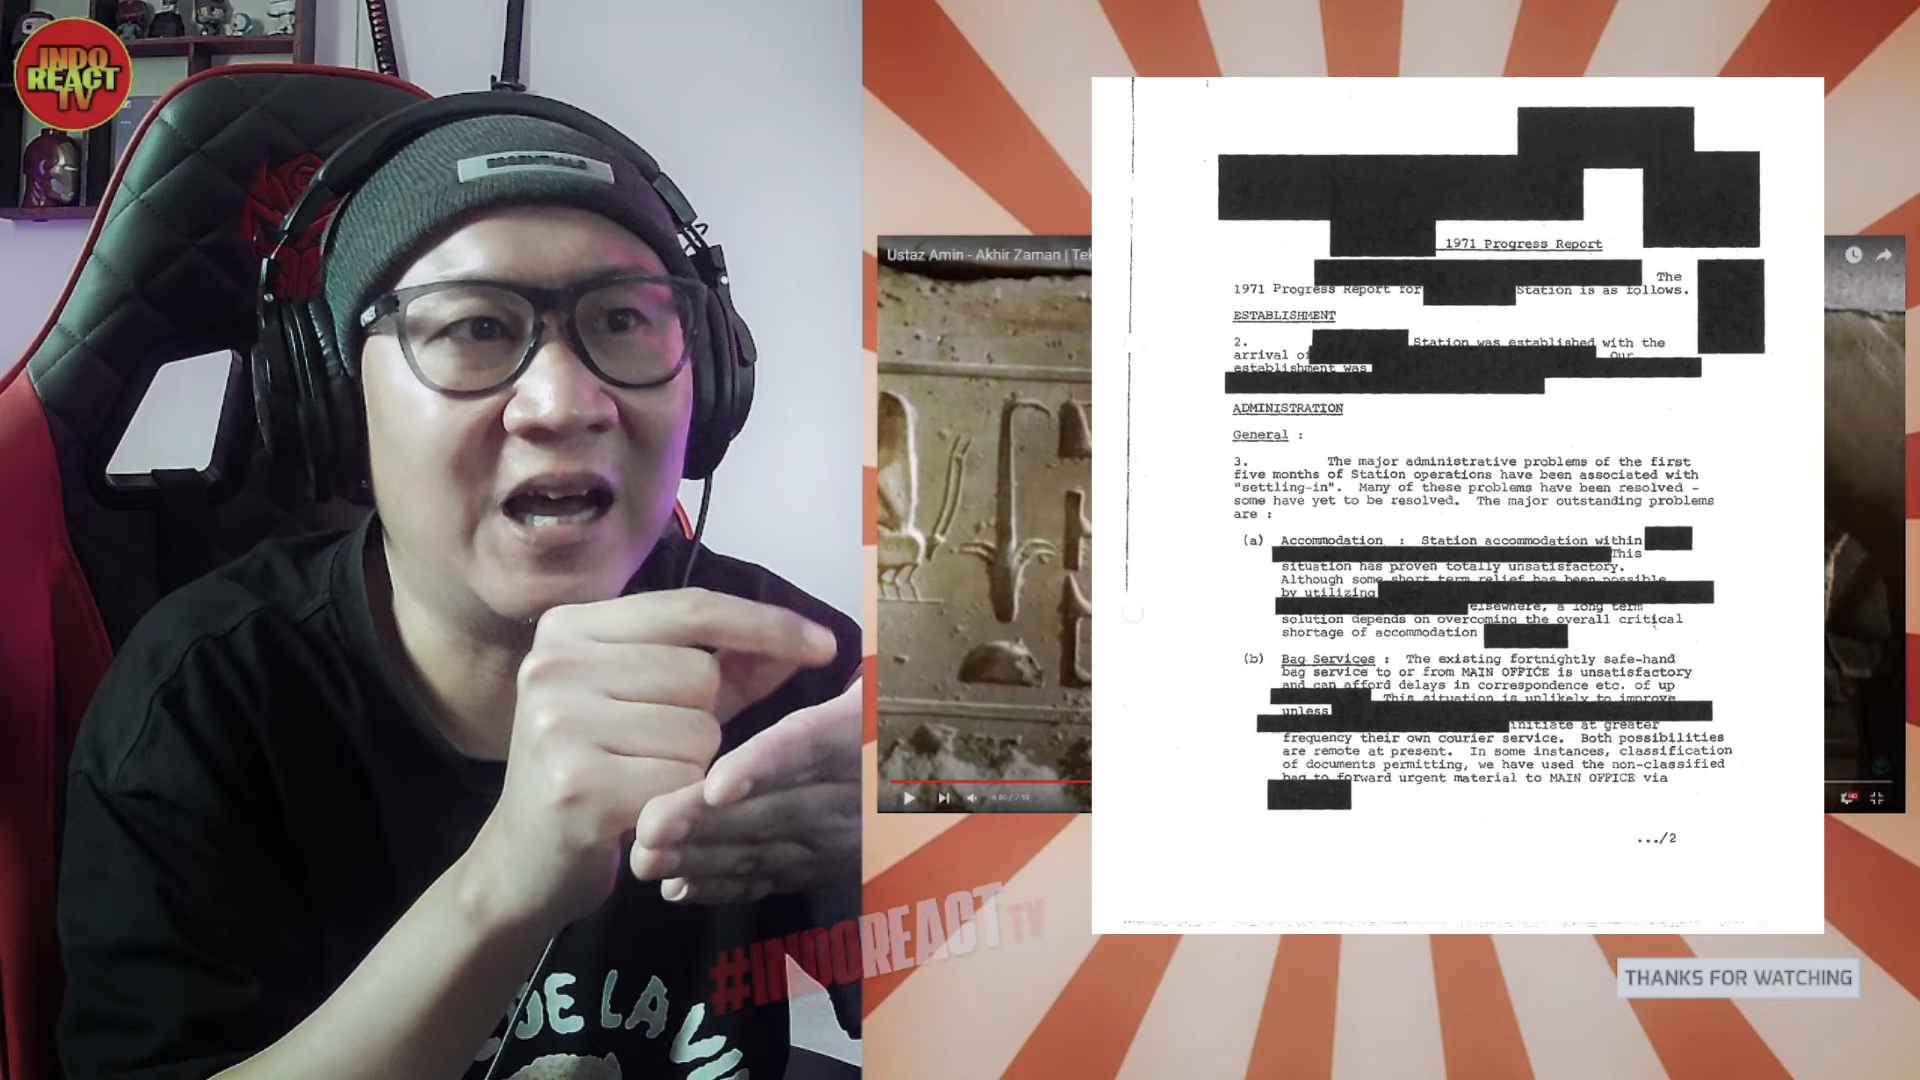 INDO
REACT
TV
ESSENTIALS
Ustaz Amin - Akhir Zaman | Tek
1971 Progress Report
The
1971 Progress Report for Station is as follows.
ESTABLISHMENT
2. Station was established with the
arrival of Our
establishment was
ADMINISTRATION
General :
3. The major administrative problems of the first
five months of Station operations have been associated with
"settling-in". Many of these problems have been resolved -
some have yet to be resolved. The major outstanding problems
are :
(a) Accommodation : Station accommodation within
This
situation has proven totally unsatisfactory.
Although some short term relief has been possible
by utilizing
elsewhere, a long term
solution depends on overcoming the overall critical
shortage of accommodation
(b) Bag Services : The existing fortnightly safe-hand
bag service to or from MAIN OFFICE is unsatisfactory
and can afford delays in correspondence etc. of up
This situation is unlikely to improve
unless
initiate at greater
frequency their own courier service. Both possibilities
are remote at present. In some instances, classification
of documents permitting, we have used the non-classified
bag to forward urgent material to MAIN OFFICE via
.../2
HD
#INDOREACT TV
DE LA
THANKS FOR WATCHING